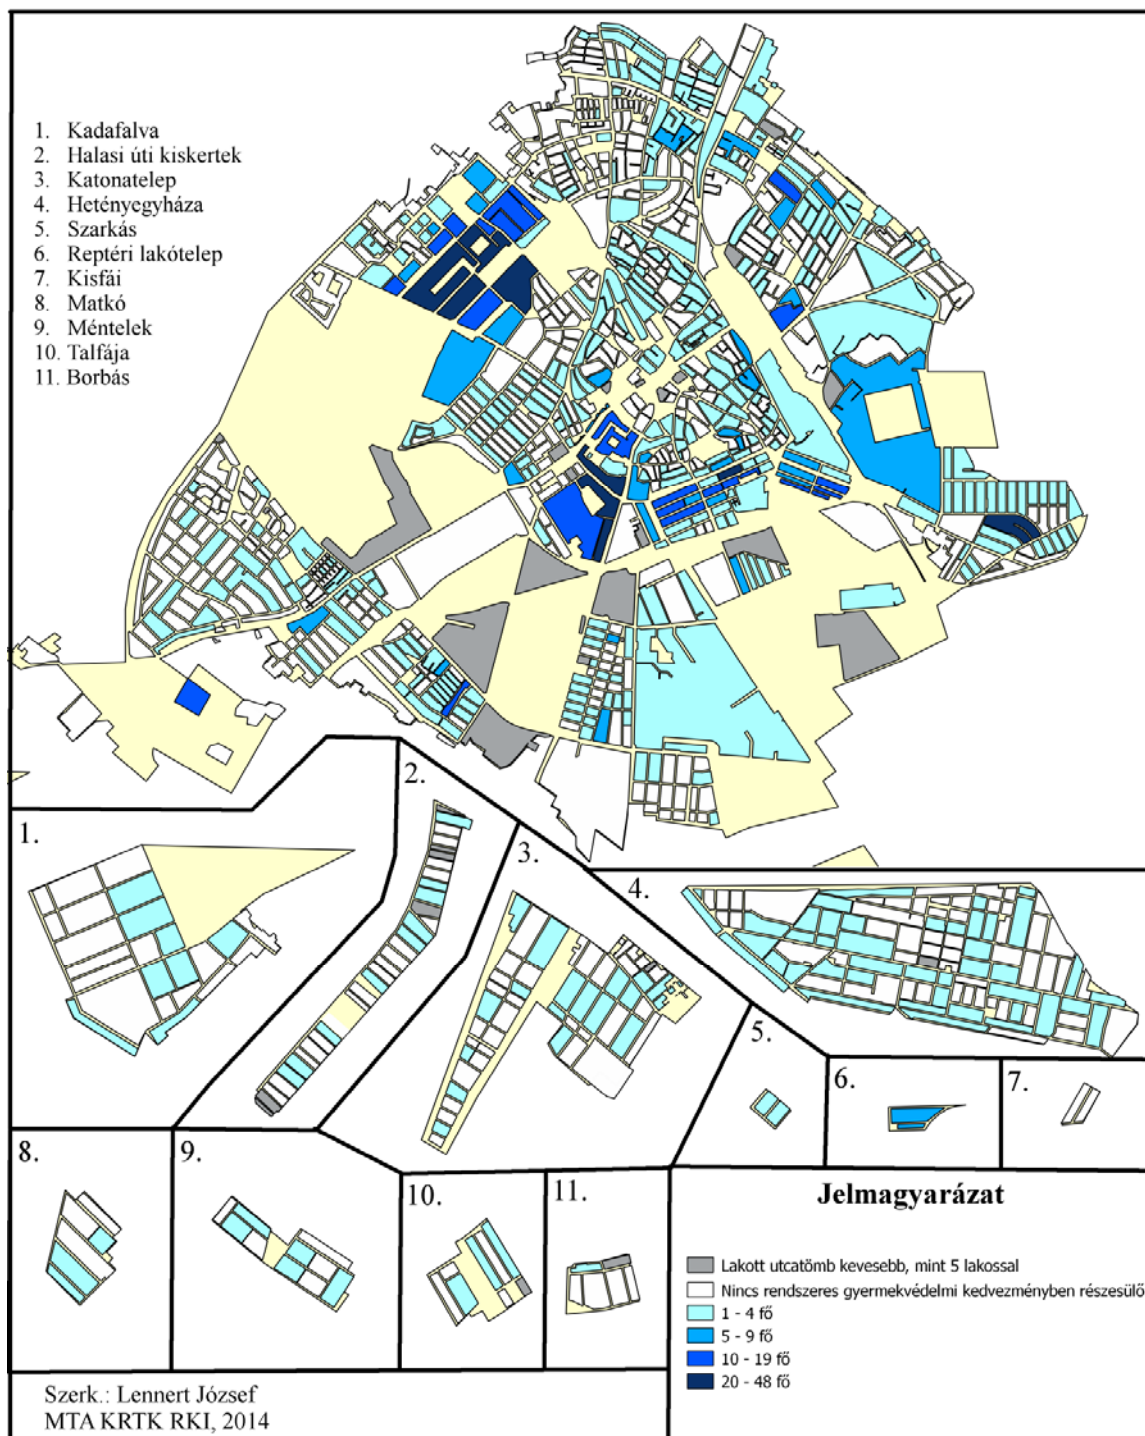 1. Kadafalva
2. Halasi úti kiskertek
3. Katonatelep
4. Hetényegyháza
5. Szarkás
6. Reptéri lakótelep
7. Kisfái
8. Matkó
9. Méntelek
10. Talfája
11. Borbás
1.
2.
3.
4.
5.
6.
7.
8.
9.
10.
11.
Jelmagyarázat
Lakott utcatömb kevesebb, mint 5 lakossal
Nincs rendszeres gyermekvédelmi kedvezményben részesülő
1 - 4 fő
5 - 9 fő
10 - 19 fő
20 - 48 fő
Szerk.: Lennert József
MTA KRTK RKI, 2014